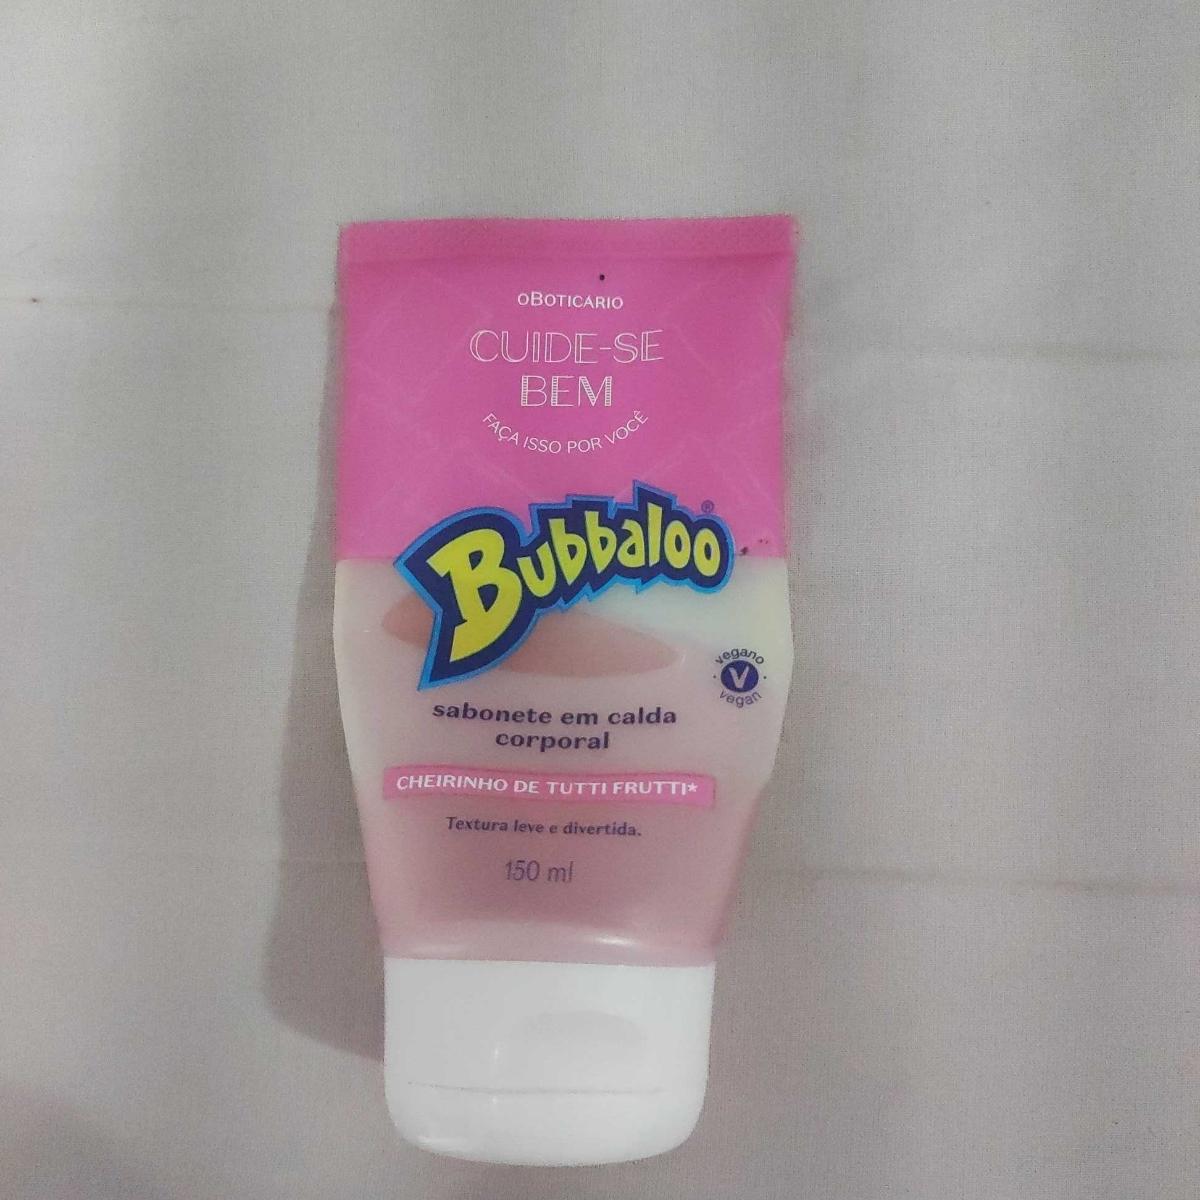 oBOTICÁRIO
CUIDE-SE
BEM
FAÇA ISSO POR VOCÊ
Bubbaloo®
vegano
V
vegan
sabonete em calda
corporal
CHEIRINHO DE TUTTI FRUTTI*
Textura leve e divertida.
150 ml